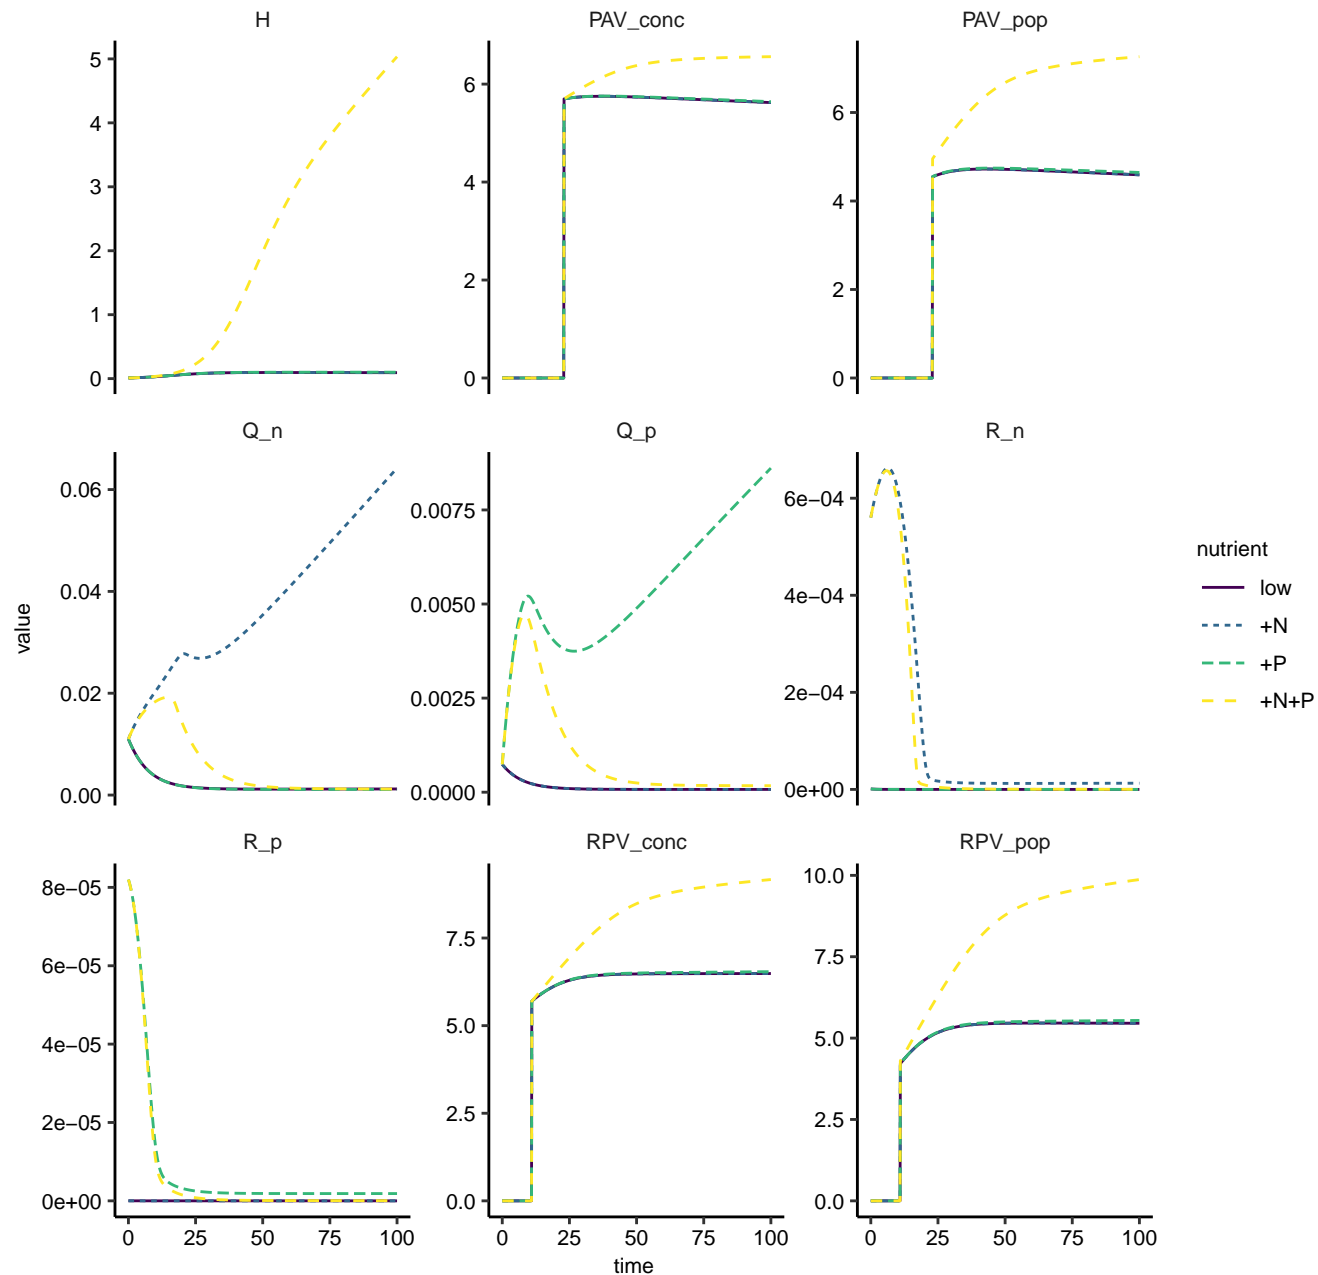 H
PAV_conc
PAV_pop
5
4
3
2
1
0
6
4
2
0
6
4
2
0
Q_n
Q_p
R_n
0.06
0.04
0.02
0.00
0.0075
0.0050
0.0025
0.0000
6e−04
4e−04
2e−04
0e+00
value
nutrient
low
+N
+P
+N+P
R_p
RPV_conc
RPV_pop
8e−05
6e−05
4e−05
2e−05
0e+00
7.5
5.0
2.5
0.0
10.0
7.5
5.0
2.5
0.0
0 25 50 75 100
0 25 50 75 100
0 25 50 75 100
time